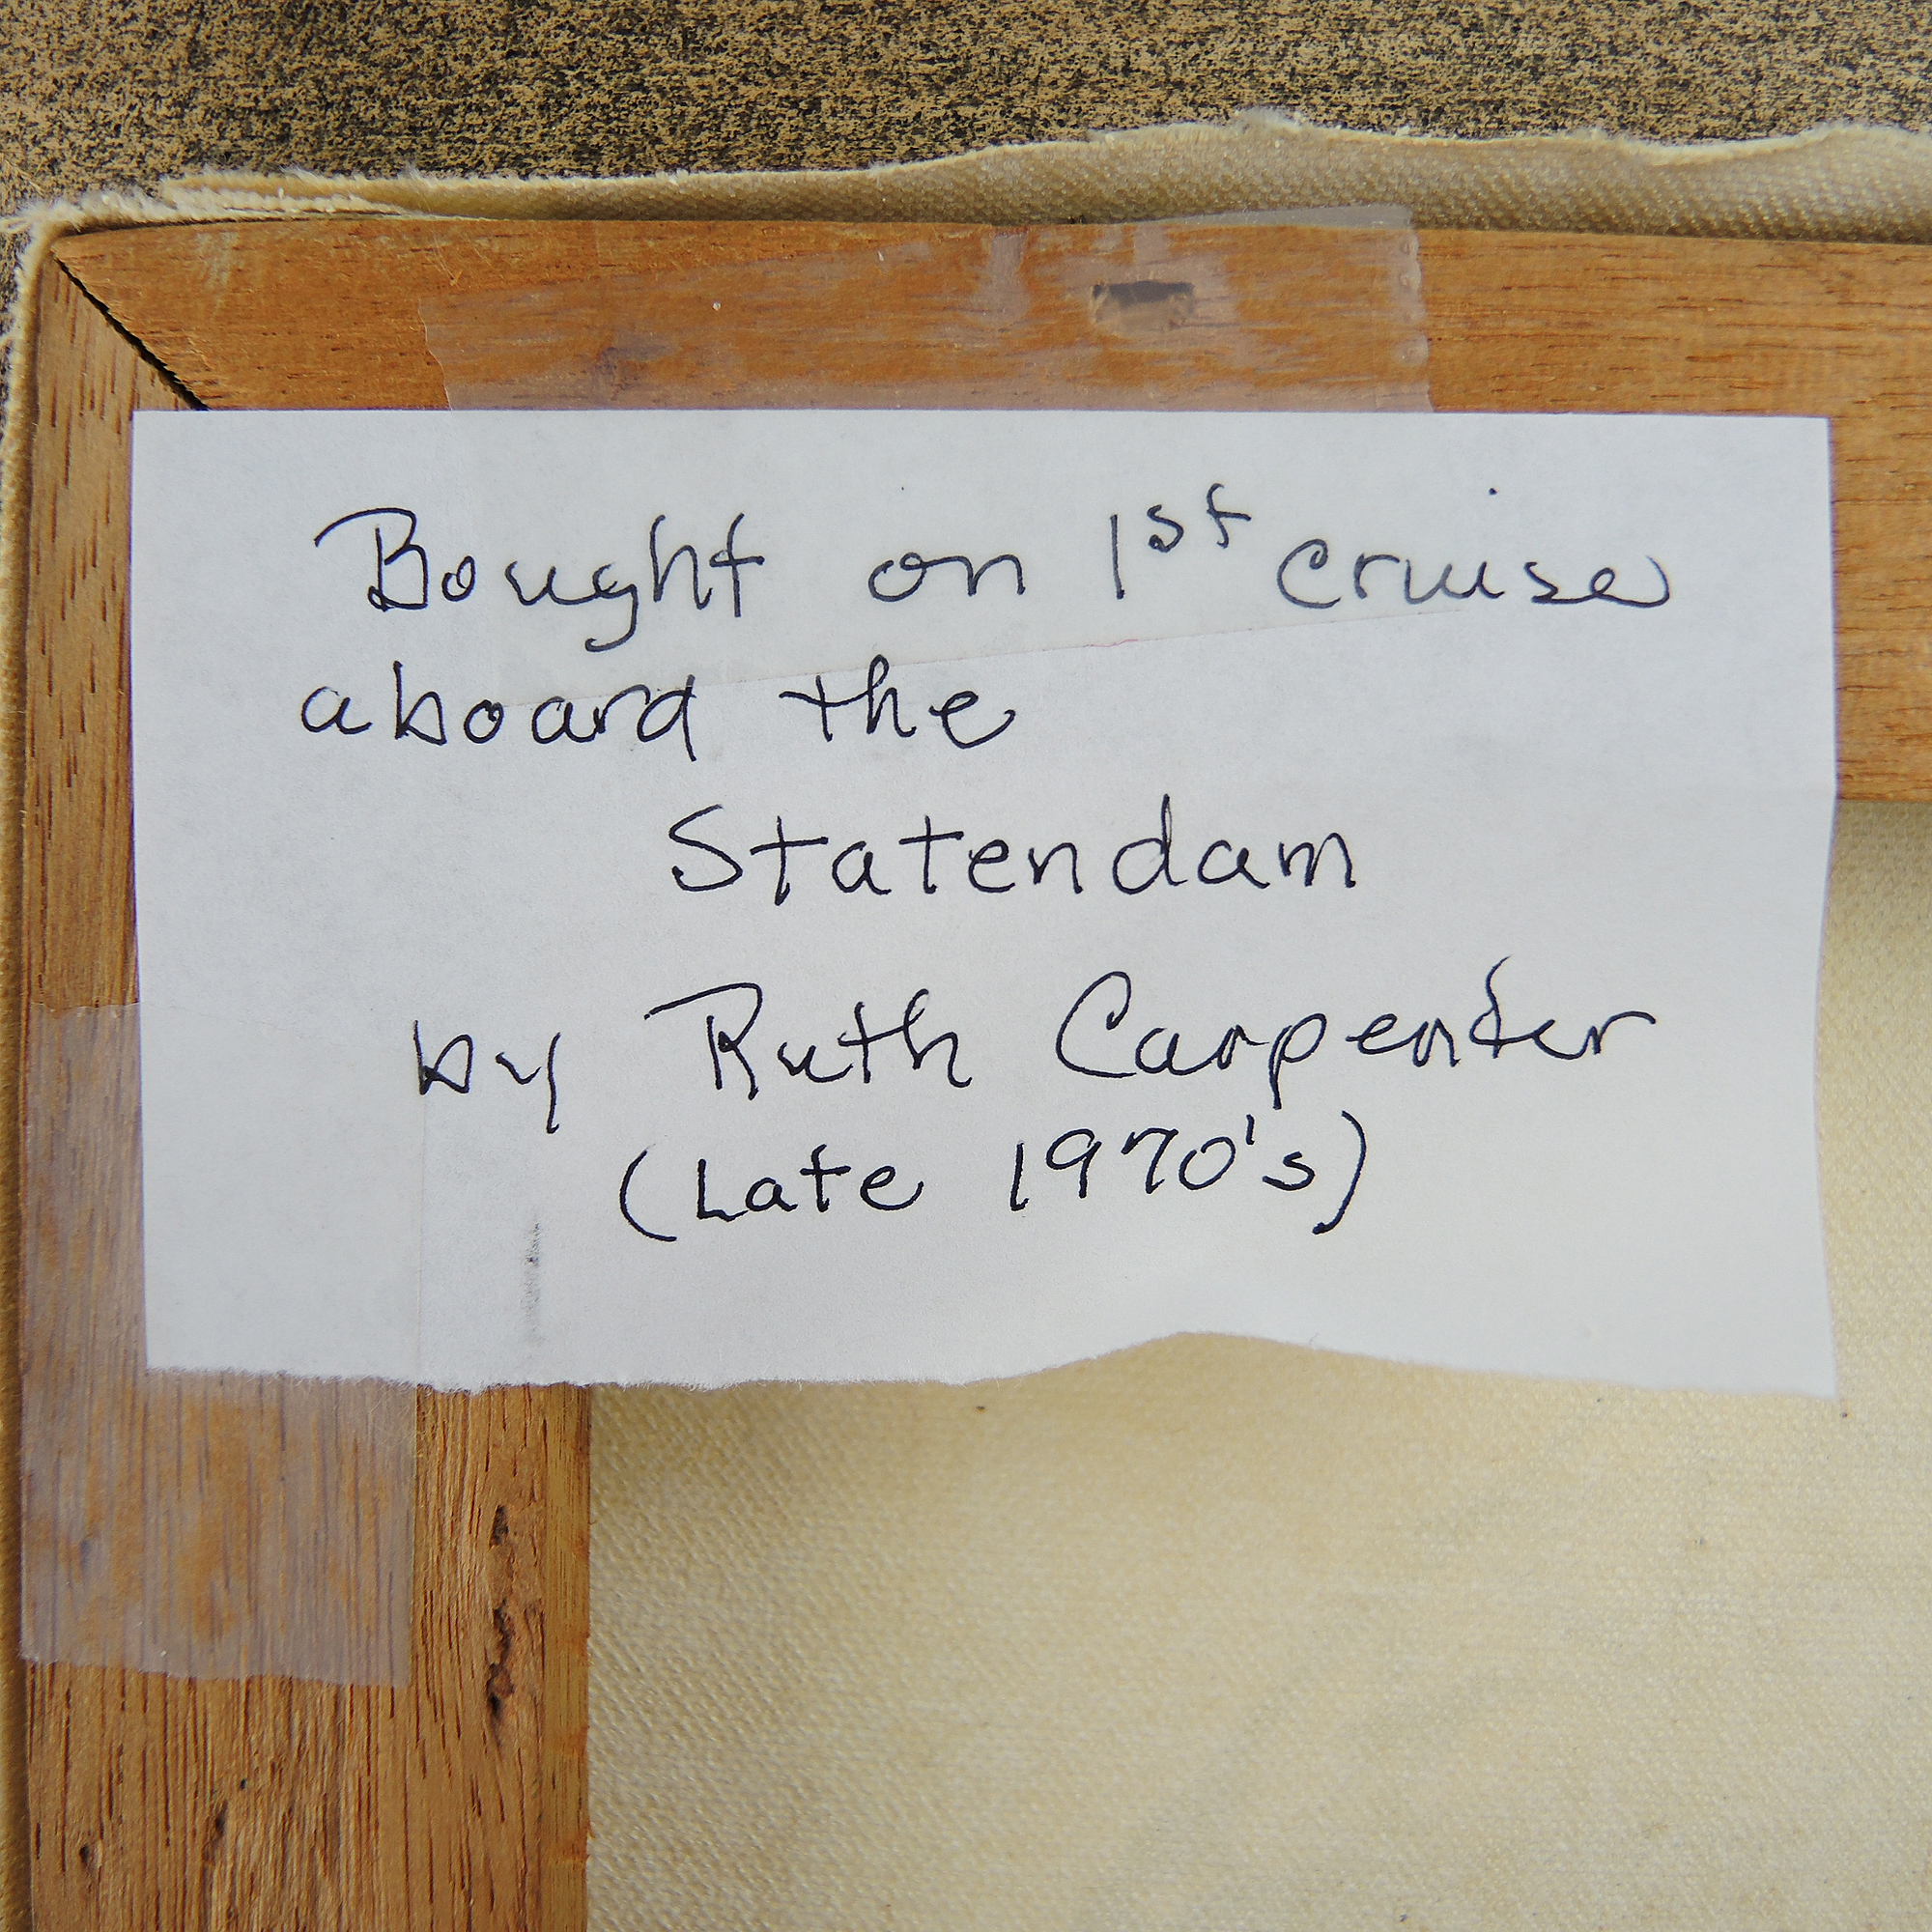 Bought on 1st cruise
aboard the
Statendam
by Ruth Carpenter
(Late 1970's)